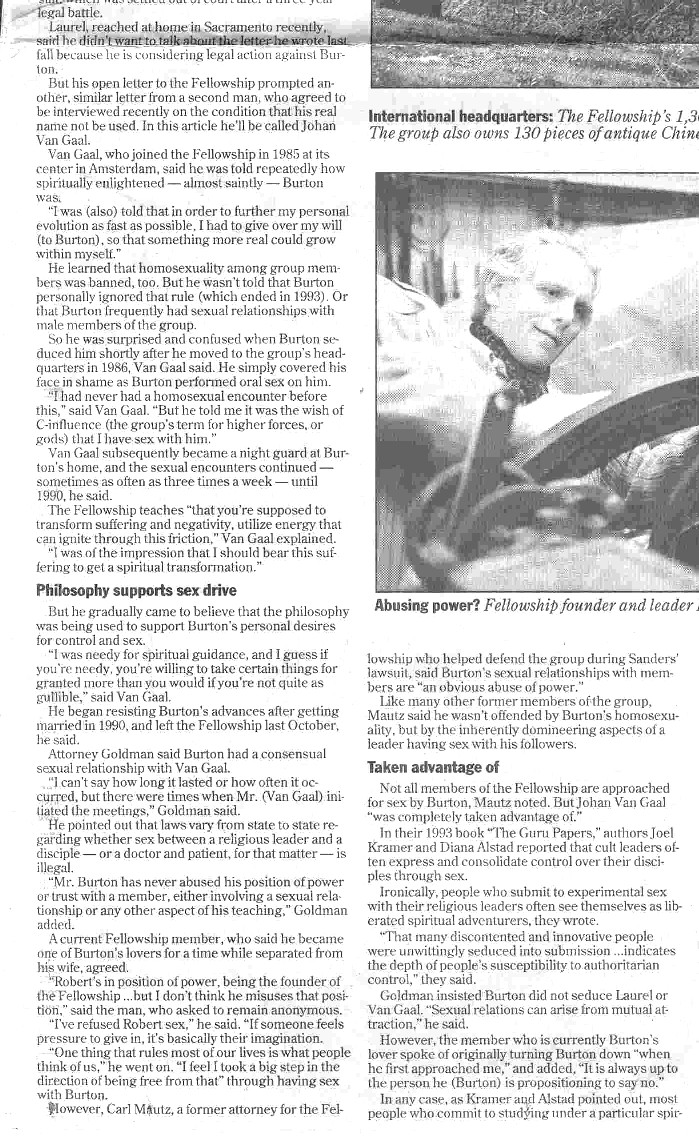 legal battle.
Laurel, reached at home in Sacramento recently,
said he didn't want to talk about the letter he wrote last
fall because he is considering legal action against Bur-
ton.
But his open letter to the Fellowship prompted an-
other, similar letter from a second man, who agreed to
be interviewed recently on the condition that his real
name not be used. In this article he'll be called Johan
Van Gaal.
Van Gaal, who joined the Fellowship in 1985 at its
center in Amsterdam, said he was told repeatedly how
spiritually enlightened — almost saintly — Burton
was.
"I was (also) told that in order to further my personal
evolution as fast as possible, I had to give over my will
(to Burton), so that something more real could grow
within myself."
He learned that homosexuality among group mem-
bers was banned, too. But he wasn't told that Burton
personally ignored that rule (which ended in 1993). Or
that Burton frequently had sexual relationships with
male members of the group.
So he was surprised and confused when Burton se-
duced him shortly after he moved to the group's head-
quarters in 1986, Van Gaal said. He simply covered his
face in shame as Burton performed oral sex on him.
"I had never had a homosexual encounter before
this," said Van Gaal. "But he told me it was the wish of
C-influence (the group's term for higher forces, or
gods) that I have sex with him."
Van Gaal subsequently became a night guard at Bur-
ton's home, and the sexual encounters continued —
sometimes as often as three times a week — until
1990, he said.
The Fellowship teaches "that you're supposed to
transform suffering and negativity, utilize energy that
can ignite through this friction," Van Gaal explained.
"I was of the impression that I should bear this suf-
fering to get a spiritual transformation."
Philosophy supports sex drive
But he gradually came to believe that the philosophy
was being used to support Burton's personal desires
for control and sex.
"I was needy for spiritual guidance, and I guess if
you're needy, you're willing to take certain things for
granted more than you would if you're not quite as
gullible," said Van Gaal.
He began resisting Burton's advances after getting
married in 1990, and left the Fellowship last October,
he said.
Attorney Goldman said Burton had a consensual
sexual relationship with Van Gaal.
"I can't say how long it lasted or how often it oc-
curred, but there were times when Mr. (Van Gaal) ini-
tiated the meetings," Goldman said.
He pointed out that laws vary from state to state re-
garding whether sex between a religious leader and a
disciple — or a doctor and patient, for that matter — is
illegal.
"Mr. Burton has never abused his position of power
or trust with a member, either involving a sexual rela-
tionship or any other aspect of his teaching," Goldman
added.
A current Fellowship member, who said he became
one of Burton's lovers for a time while separated from
his wife, agreed.
"Robert's in position of power, being the founder of
the Fellowship ...but I don't think he misuses that posi-
tion," said the man, who asked to remain anonymous.
"I've refused Robert sex," he said. "If someone feels
pressure to give in, it's basically their imagination.
"One thing that rules most of our lives is what people
think of us," he went on. "I feel I took a big step in the
direction of being free from that" through having sex
with Burton.
However, Carl Mautz, a former attorney for the Fel-
International headquarters: The Fellowship's 1,3
The group also owns 130 pieces of antique Chin
Abusing power? Fellowship founder and leader
lowship who helped defend the group during Sanders'
lawsuit, said Burton's sexual relationships with mem-
bers are "an obvious abuse of power."
Like many other former members of the group,
Mautz said he wasn't offended by Burton's homosexu-
ality, but by the inherently domineering aspects of a
leader having sex with his followers.
Taken advantage of
Not all members of the Fellowship are approached
for sex by Burton, Mautz noted. But Johan Van Gaal
"was completely taken advantage of."
In their 1993 book "The Guru Papers," authors Joel
Kramer and Diana Alstad reported that cult leaders of-
ten express and consolidate control over their disci-
ples through sex.
Ironically, people who submit to experimental sex
with their religious leaders often see themselves as lib-
erated spiritual adventurers, they wrote.
"That many discontented and innovative people
were unwittingly seduced into submission ...indicates
the depth of people's susceptibility to authoritarian
control," they said.
Goldman insisted Burton did not seduce Laurel or
Van Gaal. "Sexual relations can arise from mutual at-
traction," he said.
However, the member who is currently Burton's
lover spoke of originally turning Burton down "when
he first approached me," and added, "It is always up to
the person he (Burton) is propositioning to say no."
In any case, as Kramer and Alstad pointed out, most
people who commit to studying under a particular spir-